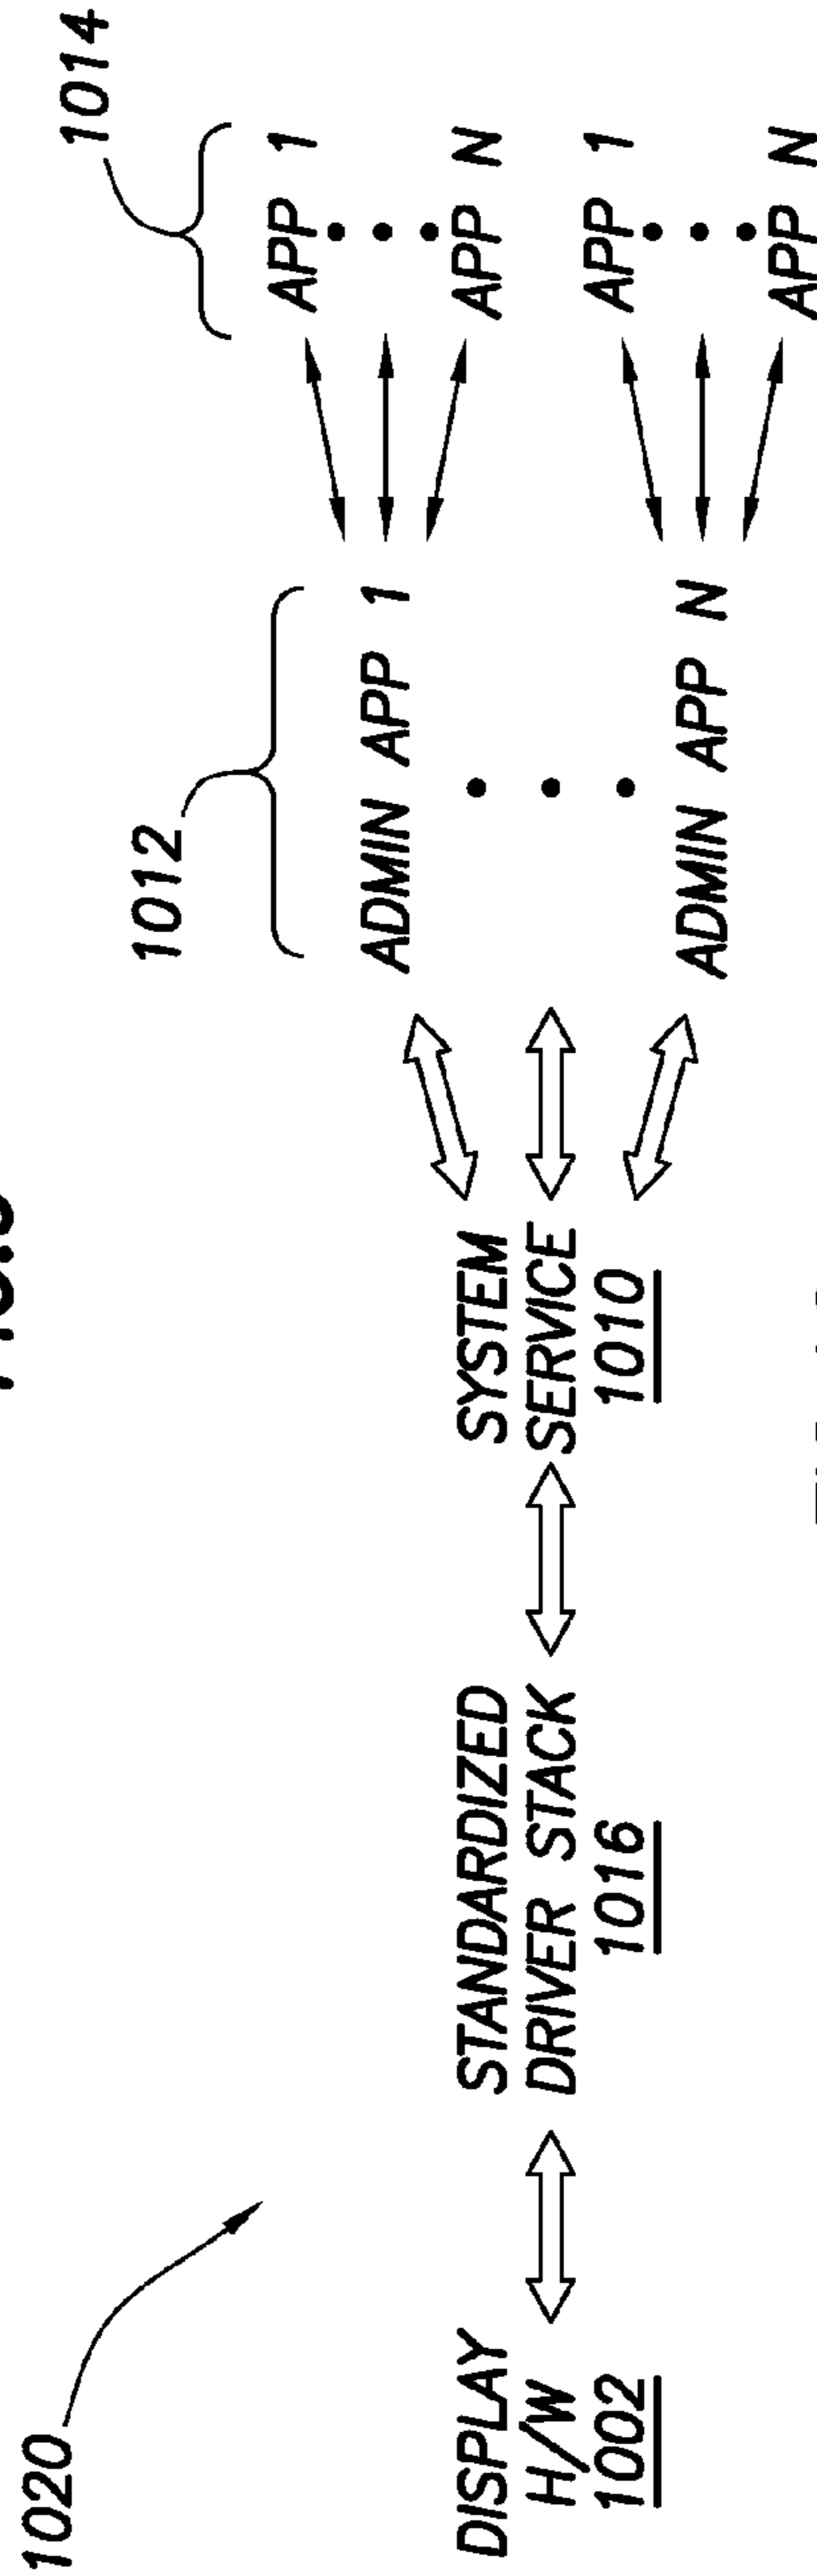 1020
1012
1014
DISPLAY
H/W
1002
STANDARDIZED
DRIVER STACK
1016
SYSTEM
SERVICE
1010
ADMIN APP 1
ADMIN APP N
APP 1
APP N
APP 1
APP N